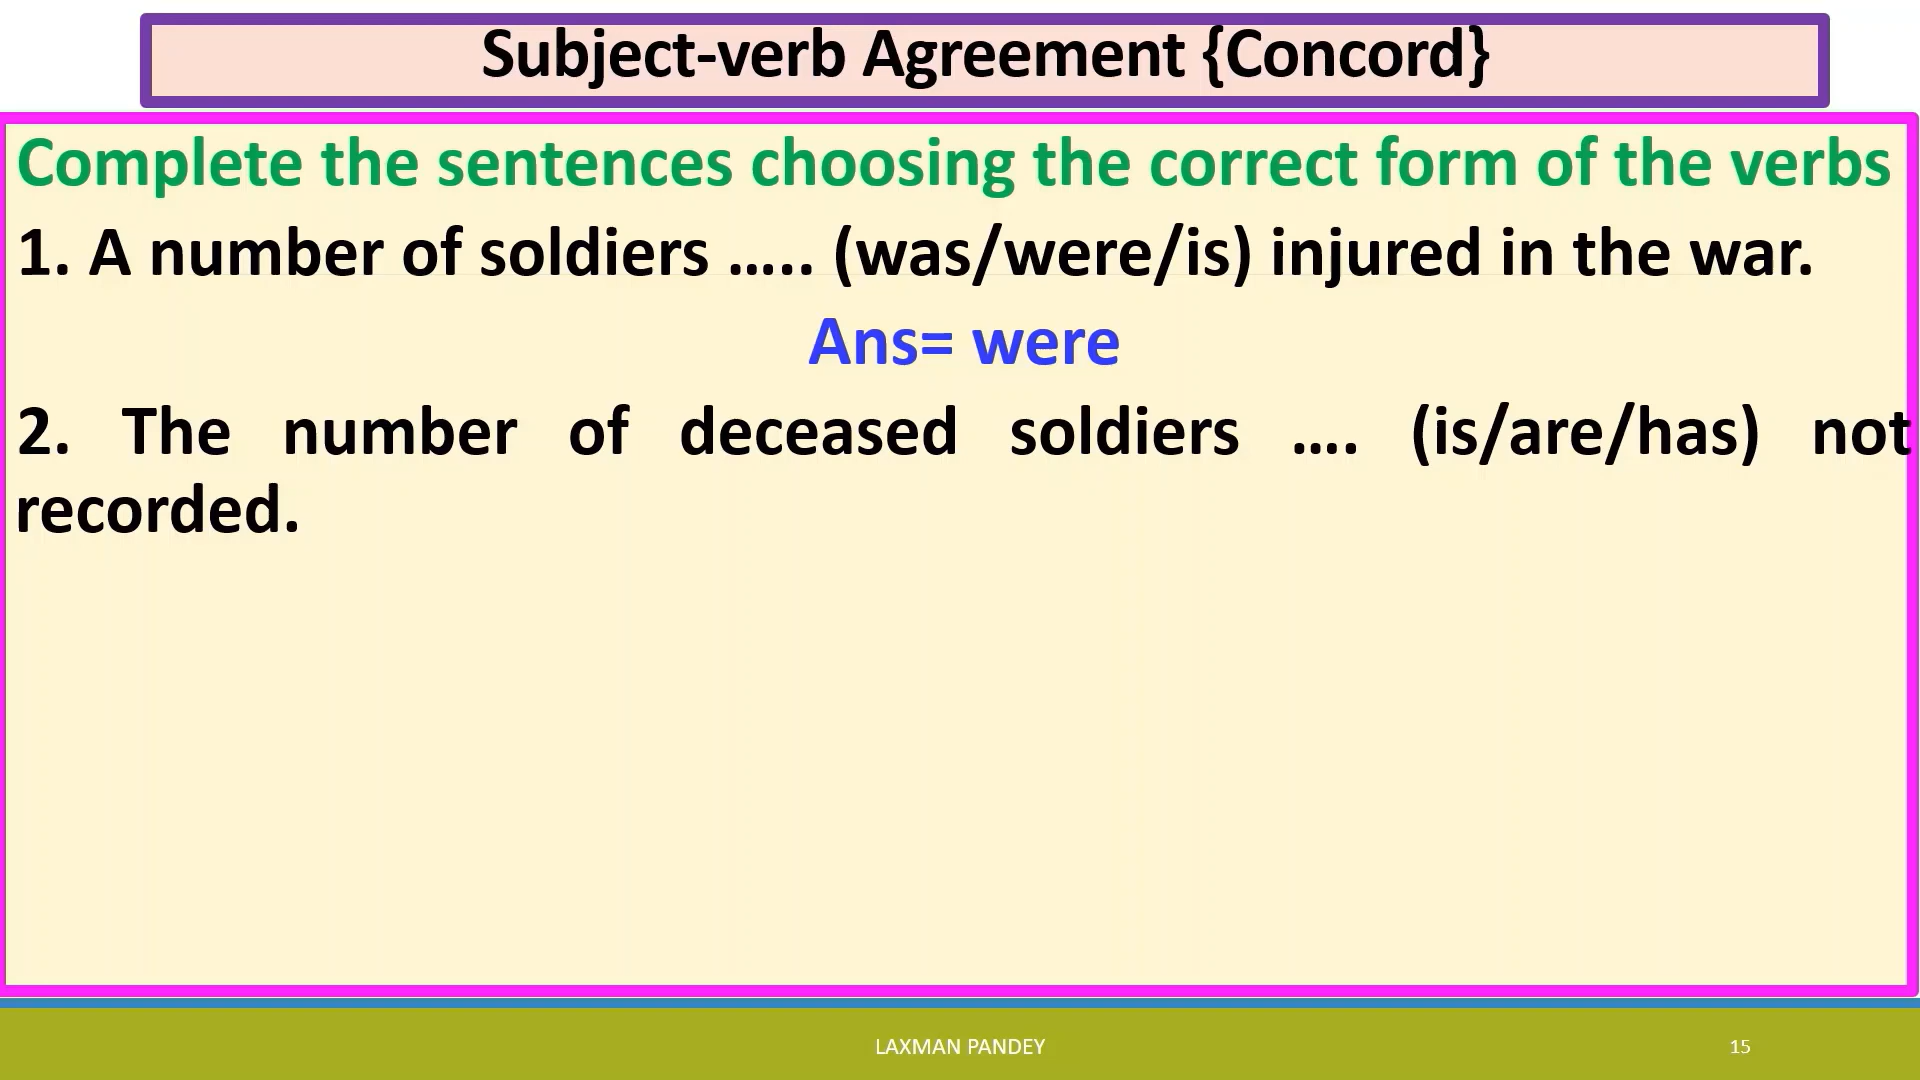 Subject-verb Agreement {Concord}
Complete the sentences choosing the correct form of the verbs
1. A number of soldiers ….. (was/were/is) injured in the war.
Ans= were
2. The number of deceased soldiers …. (is/are/has) not
recorded.
LAXMAN PANDEY
15